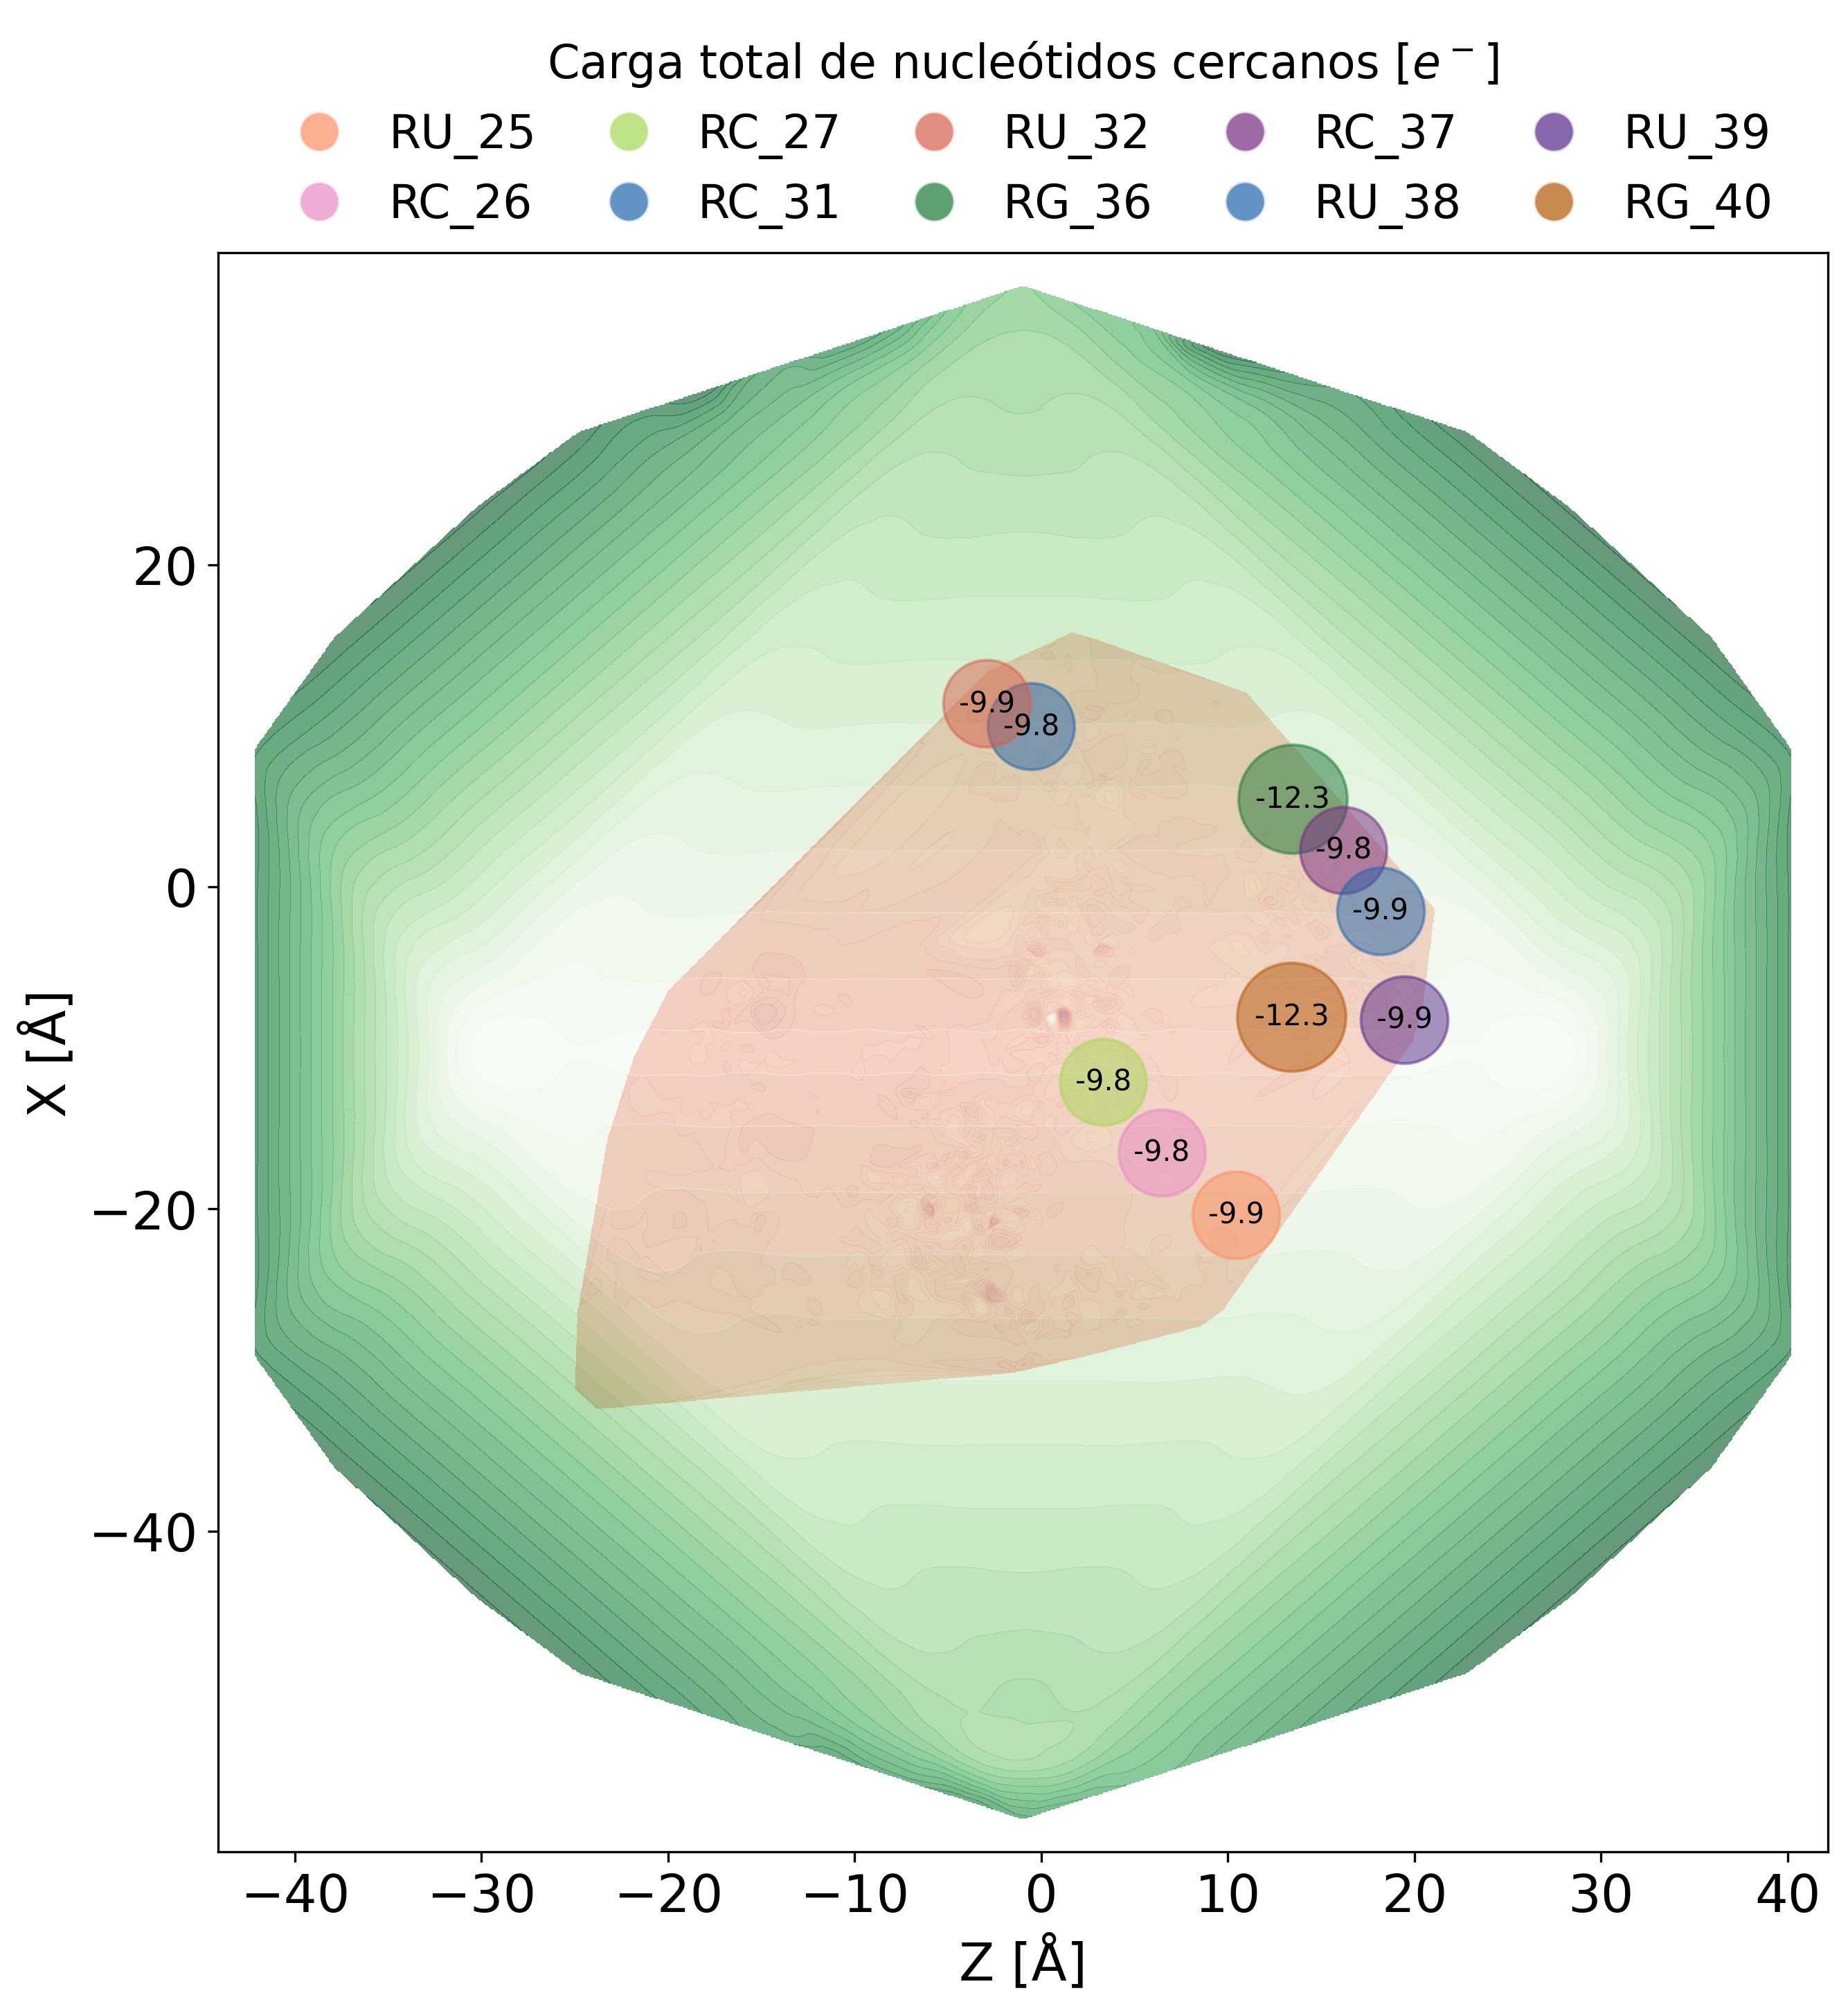 Carga total de nucleótidos cercanos [e⁻]
RU_25 RC_27 RU_32 RC_37 RU_39
RC_26 RC_31 RG_36 RU_38 RG_40
20
0
−20
−40
X [Å]
-9.9
-9.8
-12.3
-9.8
-9.9
-12.3
-9.9
-9.8
-9.8
-9.9
−40 −30 −20 −10 0 10 20 30 40
Z [Å]